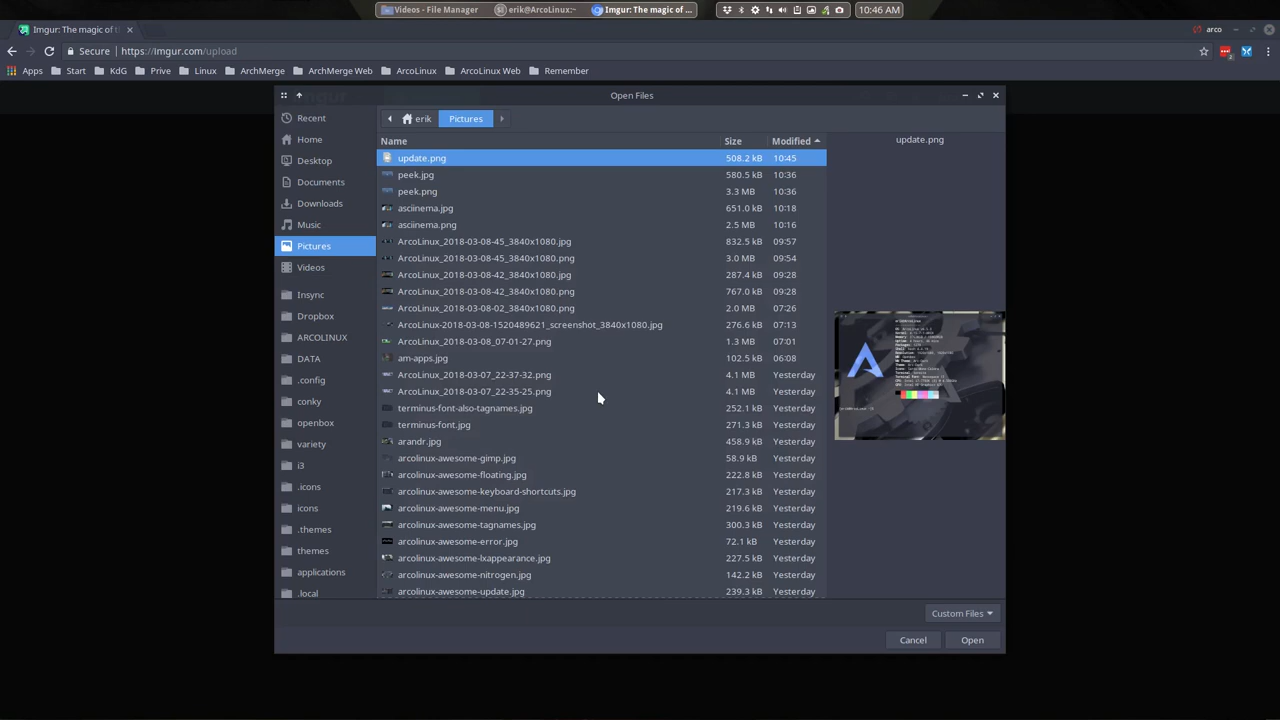 Videos - File Manager
erik@ArcoLinux:~
Imgur: The magic of ...
10:46 AM
Imgur: The magic of t
arco
Secure
https://imgur.com/upload
Apps
Start
KdG
Prive
Linux
ArchMerge
ArchMerge Web
ArcoLinux
ArcoLinux Web
Remember
Open Files
erik
Pictures
Recent
Home
Desktop
Documents
Downloads
Music
Pictures
Videos
Insync
Dropbox
ARCOLINUX
DATA
.config
conky
openbox
variety
i3
.icons
icons
.themes
themes
applications
.local
Name Size Modified
update.png 508.2 kB 10:45
peek.jpg 580.5 kB 10:36
peek.png 3.3 MB 10:36
asciinema.jpg 651.0 kB 10:18
asciinema.png 2.5 MB 10:16
ArcoLinux_2018-03-08-45_3840x1080.jpg 832.5 kB 09:57
ArcoLinux_2018-03-08-45_3840x1080.png 3.0 MB 09:54
ArcoLinux_2018-03-08-42_3840x1080.jpg 287.4 kB 09:28
ArcoLinux_2018-03-08-42_3840x1080.png 767.0 kB 09:28
ArcoLinux_2018-03-08-02_3840x1080.png 2.0 MB 07:26
ArcoLinux-2018-03-08-1520489621_screenshot_3840x1080.jpg 276.6 kB 07:13
ArcoLinux_2018-03-08_07-01-27.png 1.3 MB 07:01
am-apps.jpg 102.5 kB 06:08
ArcoLinux_2018-03-07_22-37-32.png 4.1 MB Yesterday
ArcoLinux_2018-03-07_22-35-25.png 4.1 MB Yesterday
terminus-font-also-tagnames.jpg 252.1 kB Yesterday
terminus-font.jpg 271.3 kB Yesterday
arandr.jpg 458.9 kB Yesterday
arcolinux-awesome-gimp.jpg 58.9 kB Yesterday
arcolinux-awesome-floating.jpg 222.8 kB Yesterday
arcolinux-awesome-keyboard-shortcuts.jpg 217.3 kB Yesterday
arcolinux-awesome-menu.jpg 219.6 kB Yesterday
arcolinux-awesome-tagnames.jpg 300.3 kB Yesterday
arcolinux-awesome-error.jpg 72.1 kB Yesterday
arcolinux-awesome-lxappearance.jpg 227.5 kB Yesterday
arcolinux-awesome-nitrogen.jpg 142.2 kB Yesterday
arcolinux-awesome-update.jpg 239.3 kB Yesterday
update.png
Custom Files
Cancel
Open